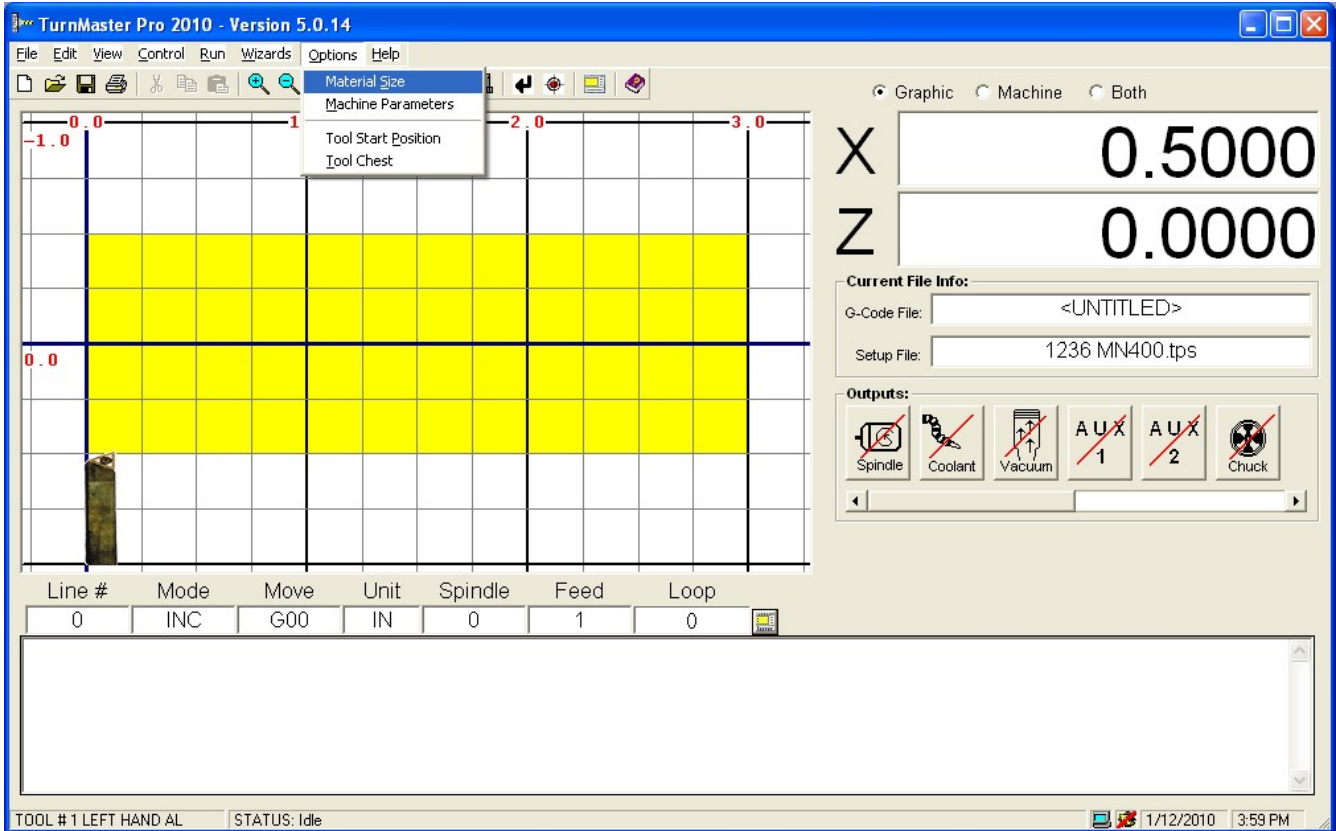 TurnMaster Pro 2010 - Version 5.0.14
File Edit View Control Run Wizards Options Help
Material Size
Machine Parameters
Tool Start Position
Tool Chest
Graphic Machine Both
0.0 1 2.0 3.0
-1.0
0.0
X 0.5000
Z 0.0000
Current File Info:
G-Code File: <UNTITLED>
Setup File: 1236 MN400.tps
Outputs:
Spindle Coolant Vacuum AUX 1 AUX 2 Chuck
Line # Mode Move Unit Spindle Feed Loop
0 INC G00 IN 0 1 0
TOOL # 1 LEFT HAND AL STATUS: Idle 1/12/2010 3:59 PM